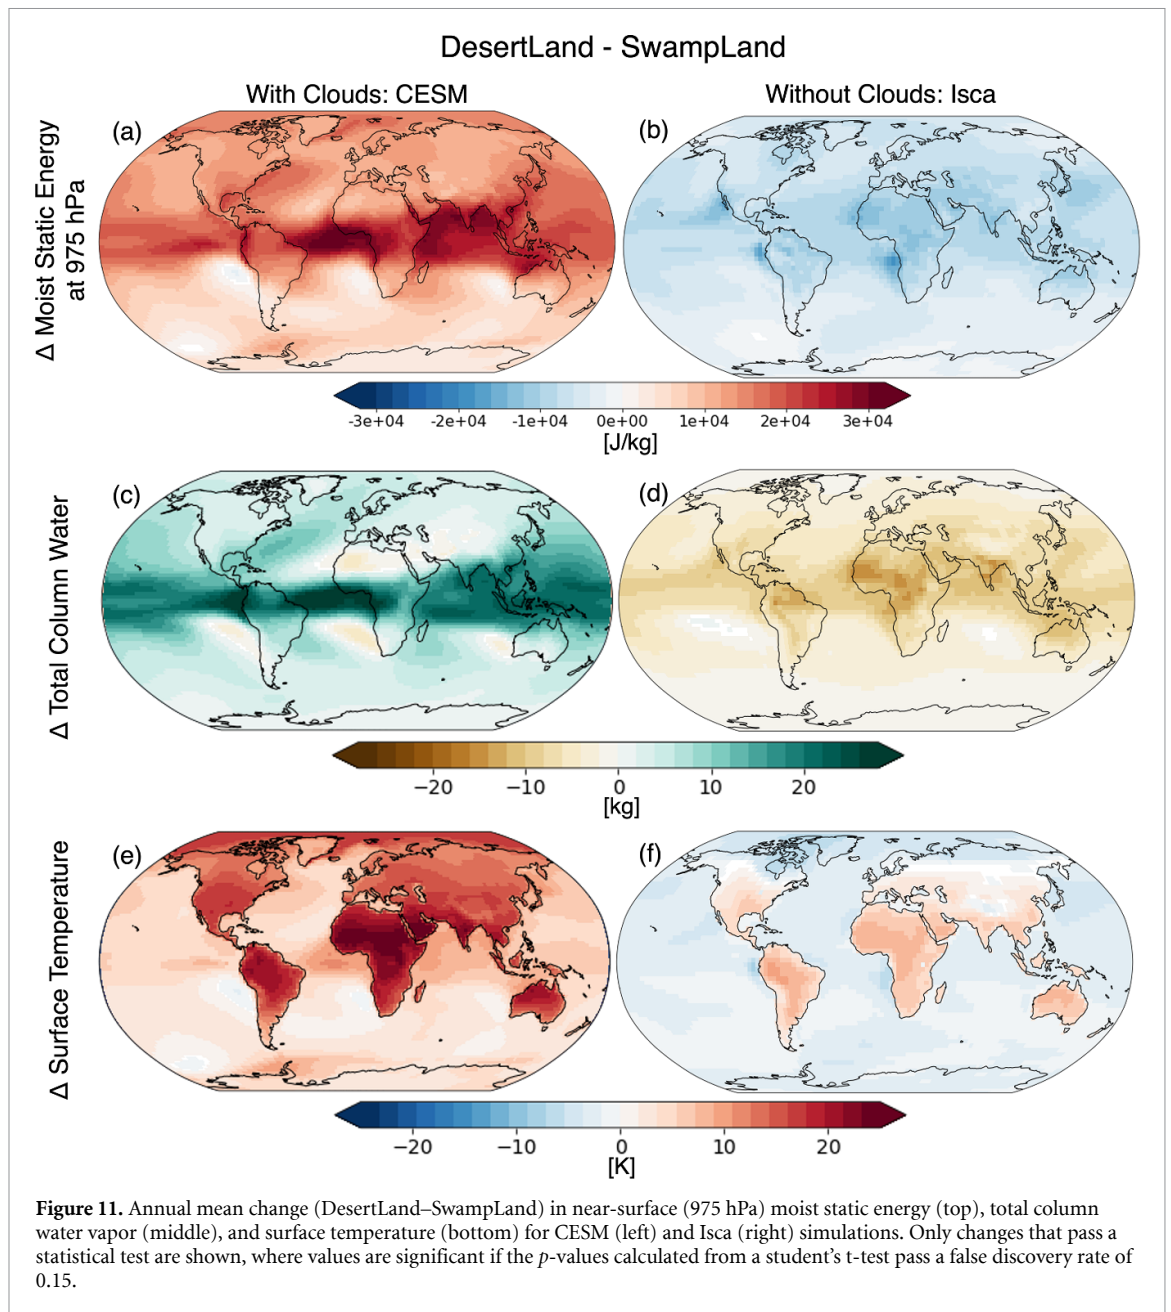 DesertLand - SwampLand
With Clouds: CESM
Without Clouds: Isca
Δ Moist Static Energy
at 975 hPa
(a)
(b)
-3e+04 -2e+04 -1e+04 0e+00 1e+04 2e+04 3e+04
[J/kg]
Δ Total Column Water
(c)
(d)
−20 −10 0 10 20
[kg]
Δ Surface Temperature
(e)
(f)
−20 −10 0 10 20
[K]
Figure 11. Annual mean change (DesertLand–SwampLand) in near-surface (975 hPa) moist static energy (top), total column
water vapor (middle), and surface temperature (bottom) for CESM (left) and Isca (right) simulations. Only changes that pass a
statistical test are shown, where values are significant if the p-values calculated from a student's t-test pass a false discovery rate of
0.15.